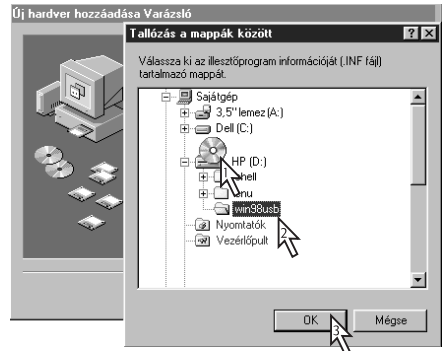 Új hardver hozzáadása Varázsló
Tallózás a mappák között
Válassza ki az illesztőprogram információját (.INF fájl)
tartalmazó mappát.
Sajátgép
3,5" lemez (A:)
Dell (C:)
HP (D:)
1
win98usb
2
Nyomtatók
Vezérlőpult
OK
Mégse
3